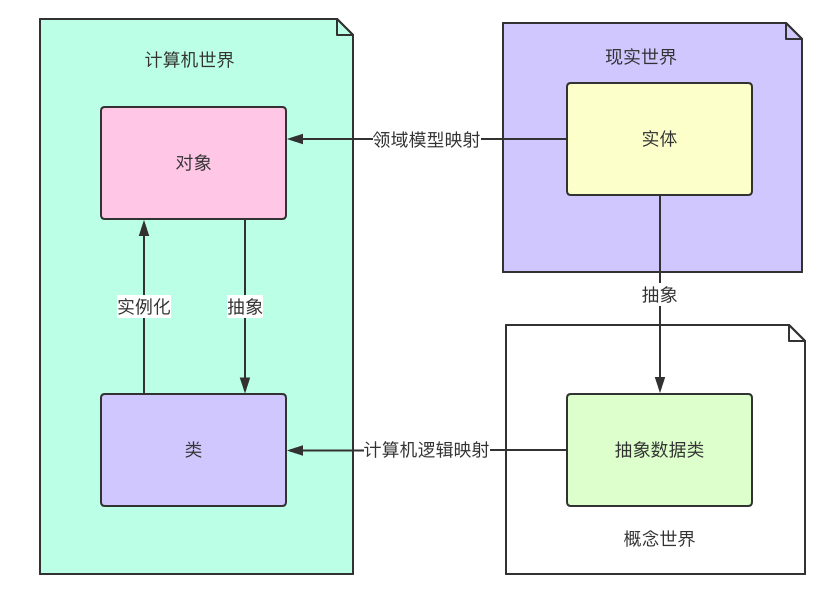 计算机世界
现实世界
对象
领域模型映射
实体
实例化
抽象
抽象
类
计算机逻辑映射
抽象数据类
概念世界